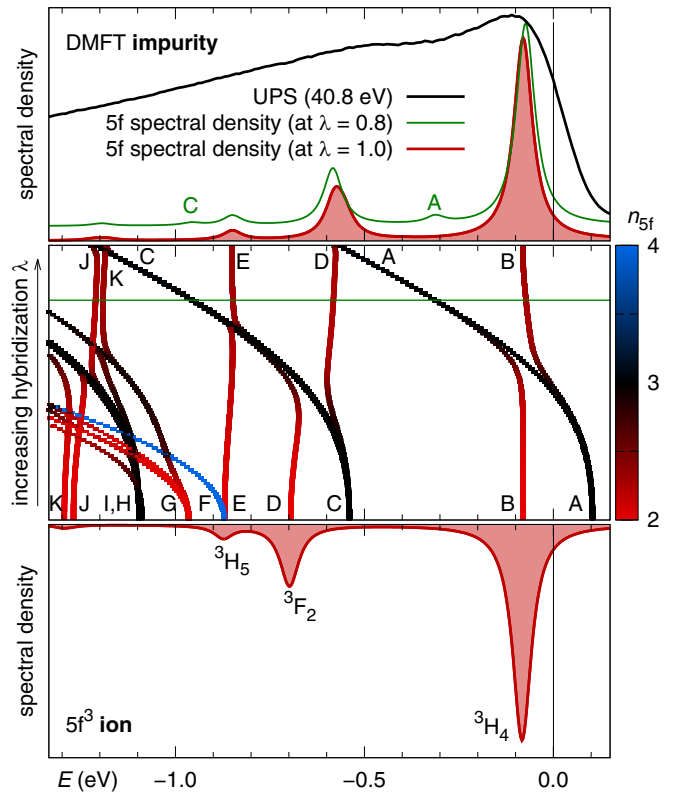 DMFT impurity
UPS (40.8 eV)
5f spectral density (at λ = 0.8)
5f spectral density (at λ = 1.0)
C
A
spectral density
n5f
J
K
C
E
D
A
B
4
3
2
increasing hybridization λ
K
J
I,H
G
F
E
D
C
B
A
³H₅
³F₂
³H₄
spectral density
5f³ ion
E (eV)
−1.0
−0.5
0.0